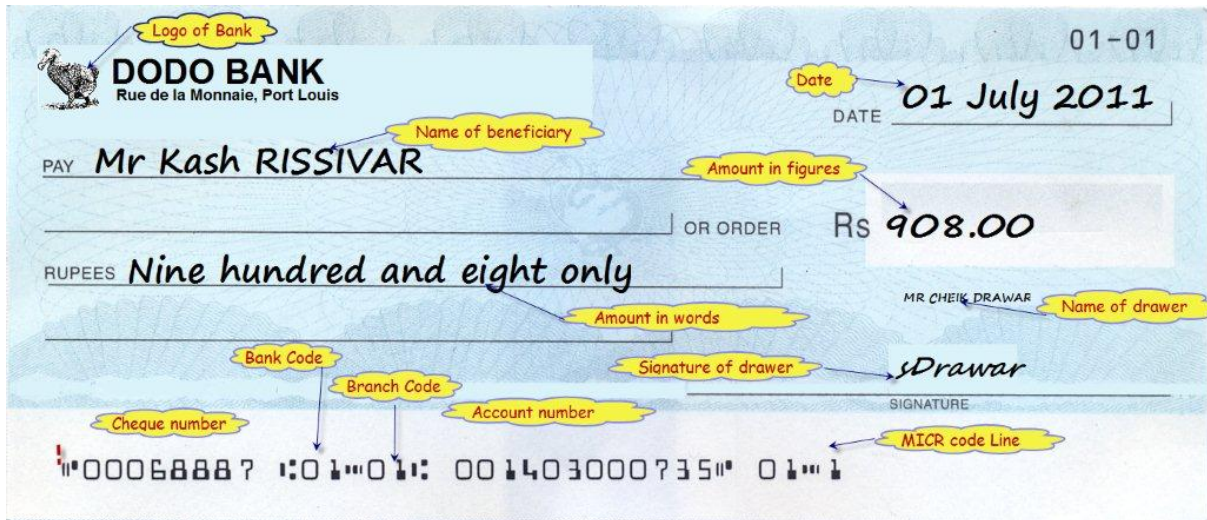 Logo of Bank
01-01
DODO BANK
Rue de la Monnaie, Port Louis
Date
DATE 01 July 2011
Name of beneficiary
PAY Mr Kash RISSIVAR
Amount in figures
OR ORDER Rs 908.00
RUPEES Nine hundred and eight only
MR CHEIK DRAWAR
Name of drawer
Amount in words
Bank Code
Signature of drawer
sDrawar
Branch Code
SIGNATURE
Cheque number
Account number
MICR code Line
⑈00068887 ⑆01⑉01⑆ 001403000735⑈ 01⑉1